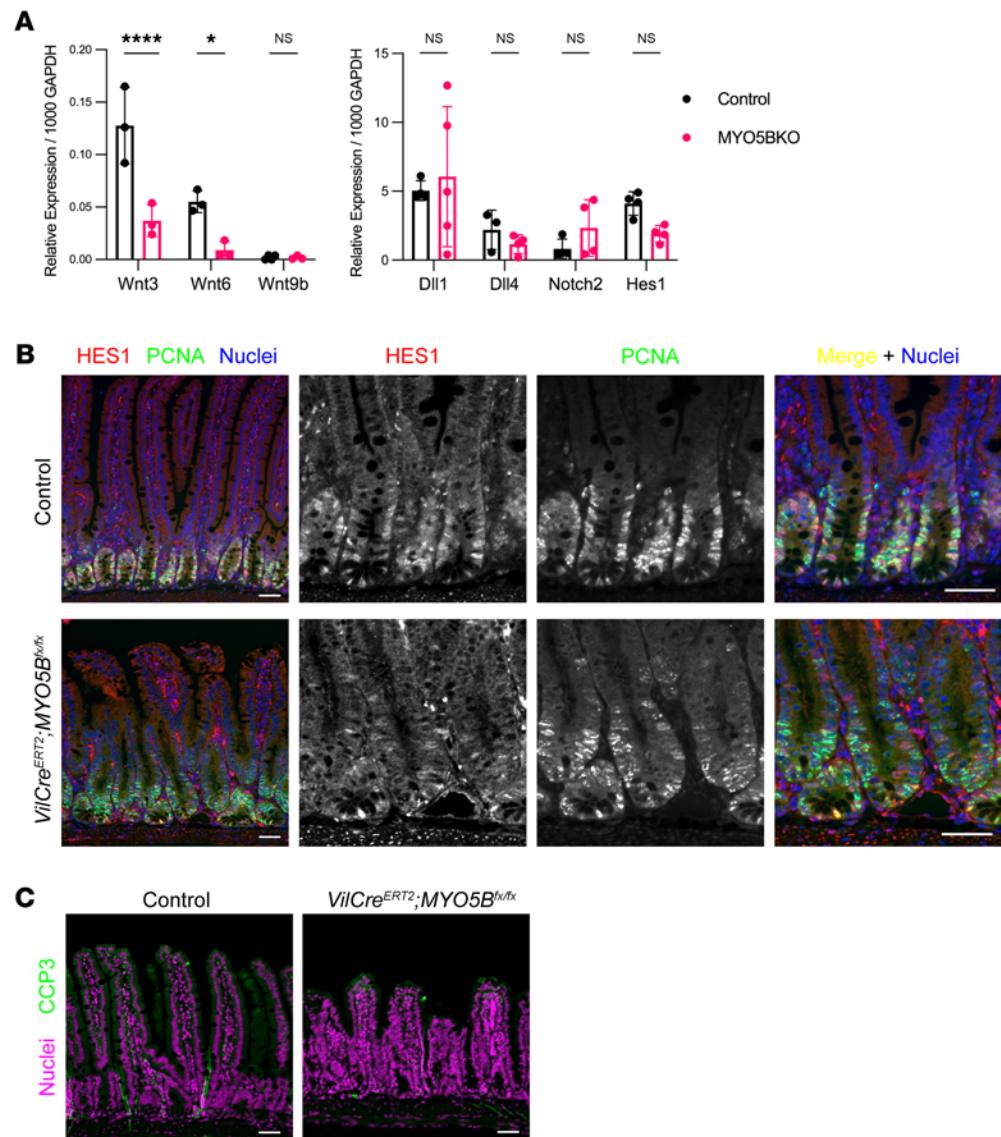 A
Relative Expression / 1000 GAPDH
0.20
0.15
0.10
0.05
0.00
****
*
NS
Wnt3
Wnt6
Wnt9b
Relative Expression / 1000 GAPDH
15
10
5
0
NS
NS
NS
NS
Dll1
Dll4
Notch2
Hes1
Control
MYO5BKO
B
HES1 PCNA Nuclei
HES1
PCNA
Merge + Nuclei
Control
VilCreERT2;MYO5Bfx/fx
C
Control
VilCreERT2;MYO5Bfx/fx
Nuclei CCP3